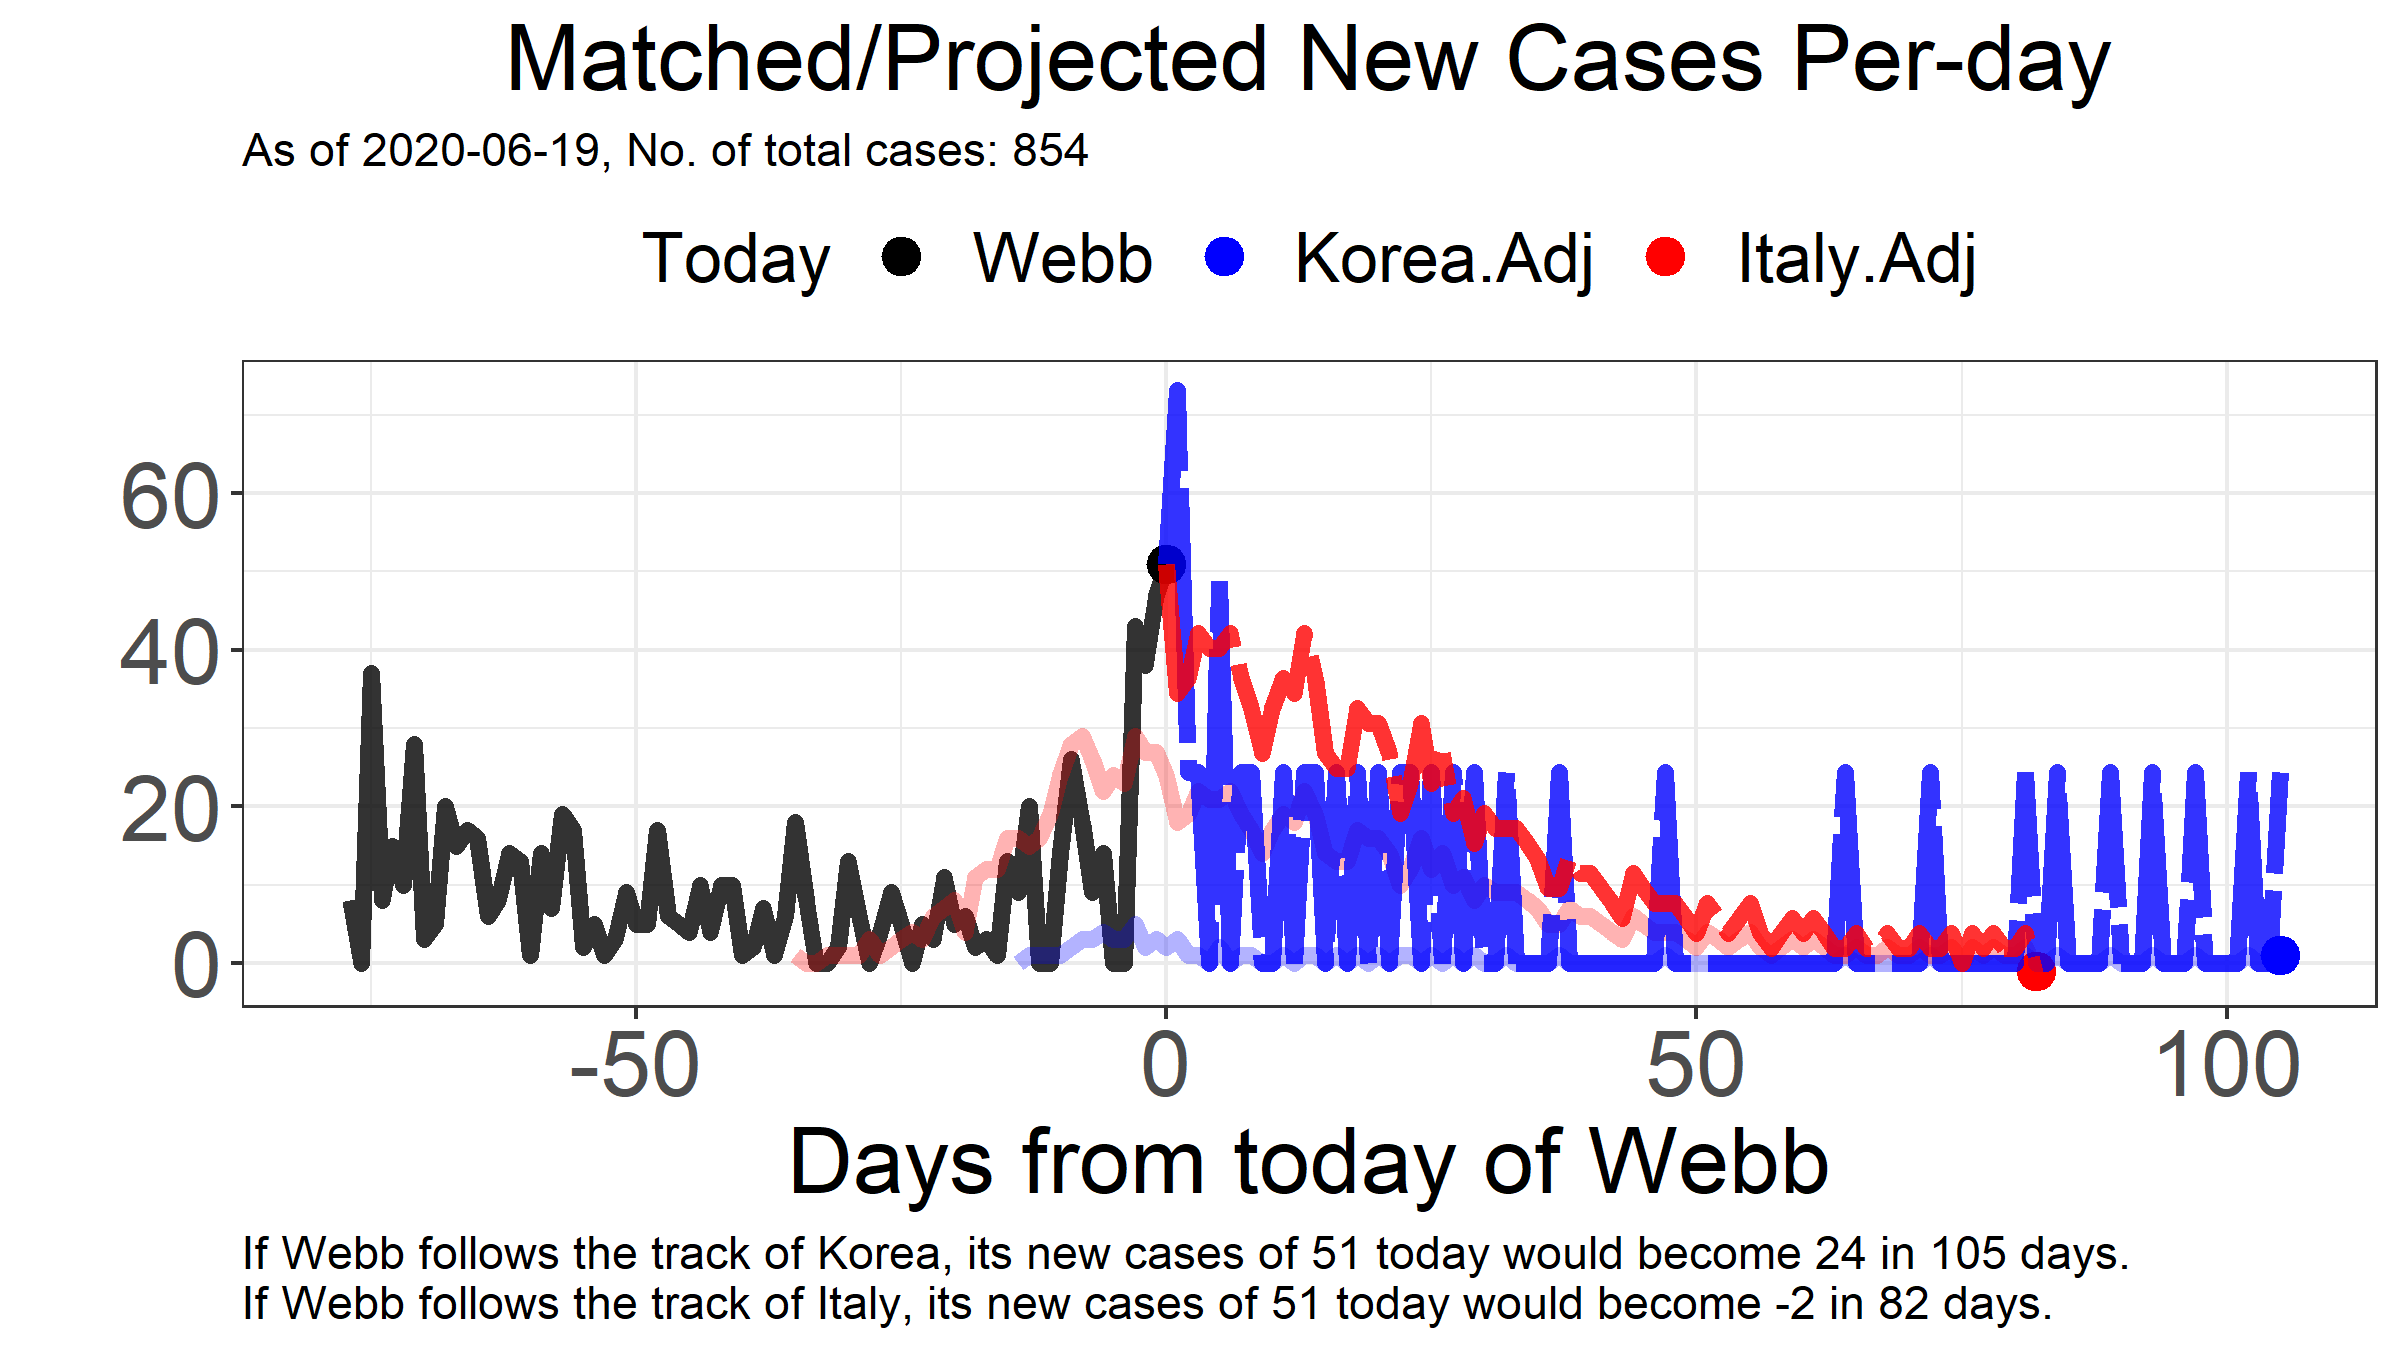 Matched/Projected New Cases Per-day
As of 2020-06-19, No. of total cases: 854
Today Webb Korea.Adj Italy.Adj
60
40
20
0
-50 0 50 100
Days from today of Webb
If Webb follows the track of Korea, its new cases of 51 today would become 24 in 105 days.
If Webb follows the track of Italy, its new cases of 51 today would become -2 in 82 days.